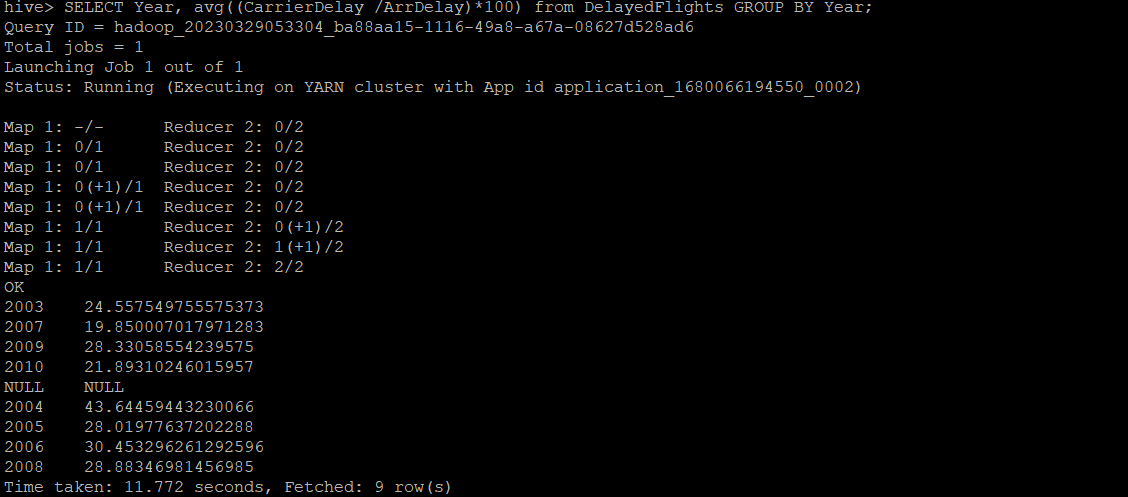 hive> SELECT Year, avg((CarrierDelay /ArrDelay)*100) from DelayedFlights GROUP BY Year;
Query ID = hadoop_20230329053304_ba88aa15-1116-49a8-a67a-08627d528ad6
Total jobs = 1
Launching Job 1 out of 1
Status: Running (Executing on YARN cluster with App id application_1680066194550_0002)

Map 1: -/-      Reducer 2: 0/2
Map 1: 0/1      Reducer 2: 0/2
Map 1: 0/1      Reducer 2: 0/2
Map 1: 0(+1)/1  Reducer 2: 0/2
Map 1: 0(+1)/1  Reducer 2: 0/2
Map 1: 1/1      Reducer 2: 0(+1)/2
Map 1: 1/1      Reducer 2: 1(+1)/2
Map 1: 1/1      Reducer 2: 2/2
OK
2003    24.557549755575373
2007    19.850007017971283
2009    28.33058554239575
2010    21.89310246015957
NULL    NULL
2004    43.64459443230066
2005    28.01977637202288
2006    30.453296261292596
2008    28.88346981456985
Time taken: 11.772 seconds, Fetched: 9 row(s)